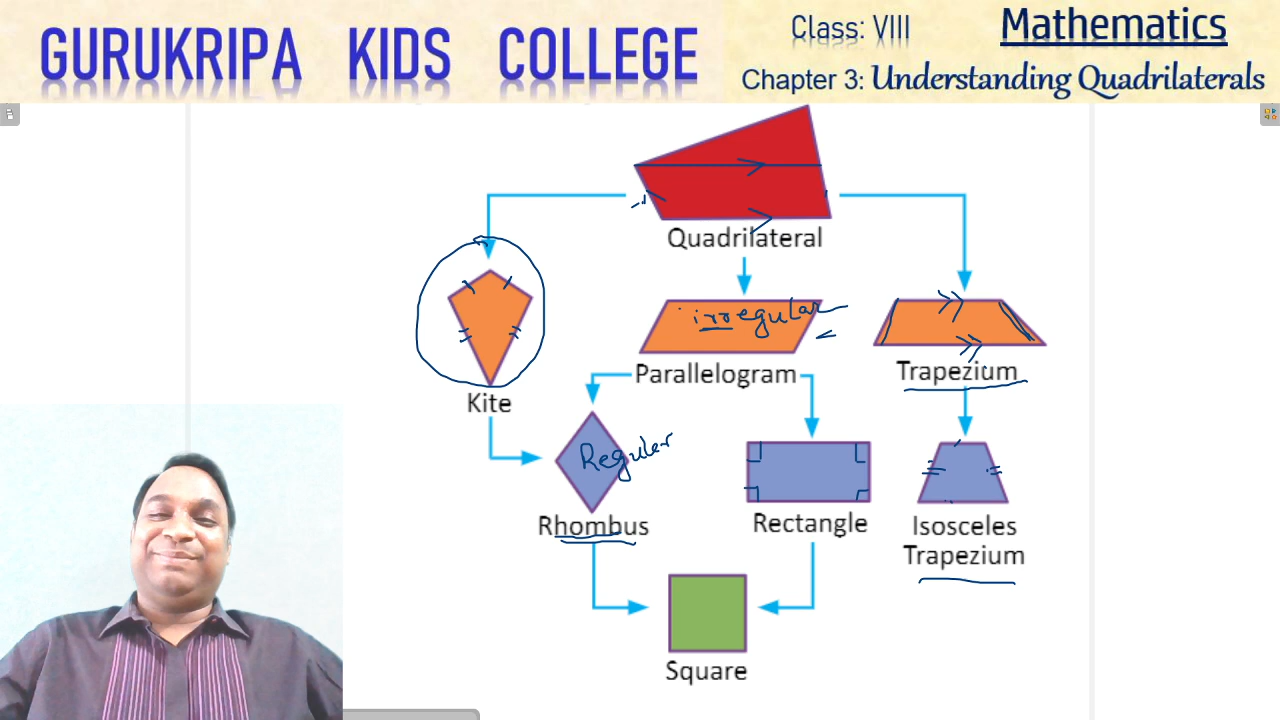 GURUKRIPA KIDS COLLEGE
Class: VIII Mathematics
Chapter 3: Understanding Quadrilaterals
Quadrilateral
irregular
Parallelogram
Trapezium
Kite
Reguler
Rhombus
Rectangle
Isosceles
Trapezium
Square